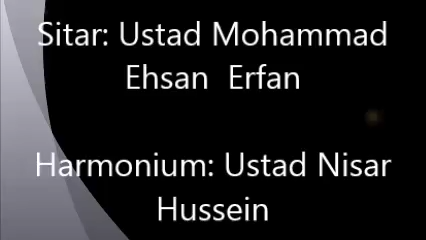 Sitar: Ustad Mohammad
Ehsan  Erfan
Harmonium: Ustad Nisar
Hussein